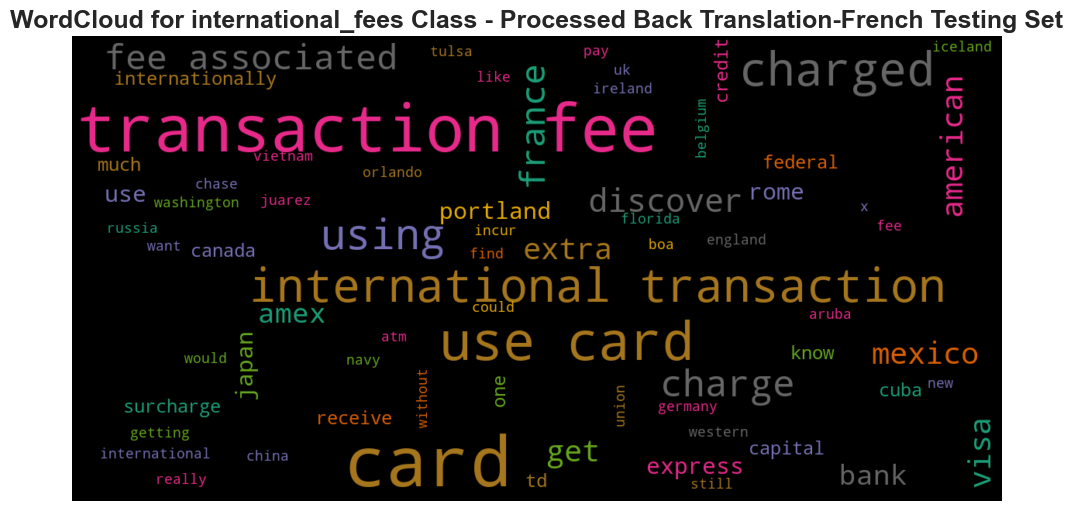 WordCloud for international_fees Class - Processed Back Translation-French Testing Set
fee associated
tulsa
pay
iceland
internationally
like
uk
ireland
credit
charged
transaction fee
france
belgium
american
much
vietnam
orlando
federal
use
chase
washington
juarez
discover
rome
x
fee
russia
want
canada
using
portland
incur
find
extra
florida
boa
england
international transaction
amex
could
aruba
japan
would
atm
navy
use card
know
mexico
surcharge
receive
without
one
union
charge
germany
cuba
new
getting
international
china
really
card
td
get
western
express
still
capital
bank
visa